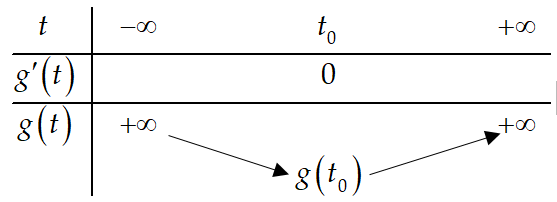 t −∞ t₀ +∞
g′(t) 0
g(t) +∞ +∞
g(t₀)